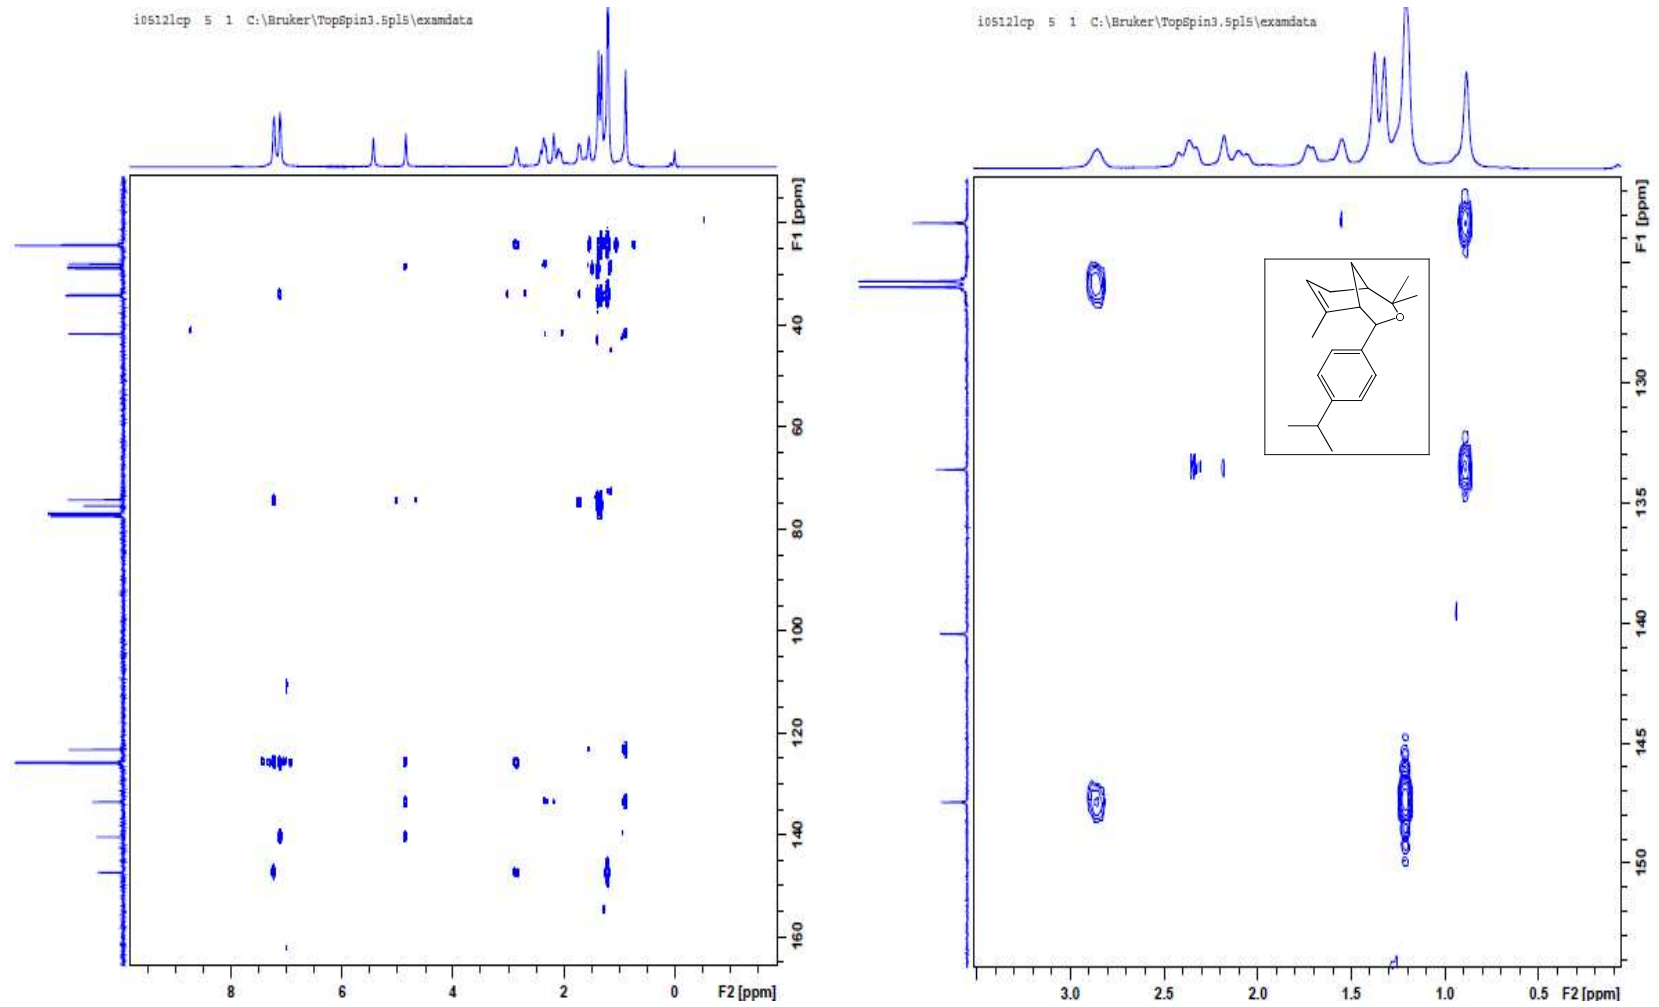 i0512lcp 5 1 C:\Bruker\TopSpin3.5pl5\examdata
F1 [ppm]
40
60
80
100
120
140
160
8 6 4 2 0 F2 [ppm]
i0512lcp 5 1 C:\Bruker\TopSpin3.5pl5\examdata
F1 [ppm]
O
130
135
140
145
150
3.0 2.5 2.0 1.5 1.0 0.5 F2 [ppm]